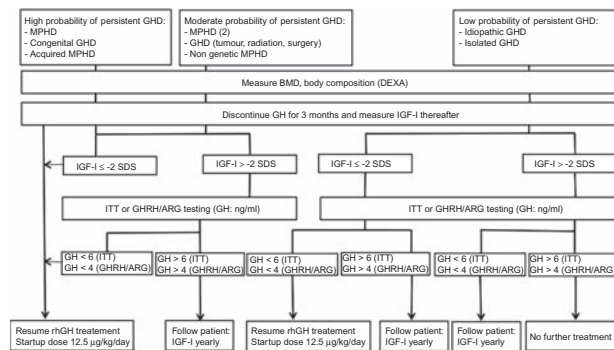 High probability of persistent GHD:
- MPHD
- Congenital GHD
- Acquired MPHD
Moderate probability of persistent GHD:
- MPHD (2)
- GHD (tumour, radiation, surgery)
- Non genetic MPHD
Low probability of persistent GHD:
- Idiopathic GHD
- Isolated GHD
Measure BMD, body composition (DEXA)
Discontinue GH for 3 months and measure IGF-I thereafter
IGF-I ≤ -2 SDS
IGF-I > -2 SDS
IGF-I ≤ -2 SDS
IGF-I > -2 SDS
ITT or GHRH/ARG testing (GH: ng/ml)
ITT or GHRH/ARG testing (GH: ng/ml)
GH < 6 (ITT)
GH < 4 (GHRH/ARG)
GH > 6 (ITT)
GH > 4 (GHRH/ARG)
GH < 6 (ITT)
GH < 4 (GHRH/ARG)
GH > 6 (ITT)
GH > 4 (GHRH/ARG)
GH < 6 (ITT)
GH < 4 (GHRH/ARG)
GH > 6 (ITT)
GH > 4 (GHRH/ARG)
Resume rhGH treatement
Startup dose 12.5 µg/kg/day
Follow patient:
IGF-I yearly
Resume rhGH treatement
Startup dose 12.5 µg/kg/day
Follow patient:
IGF-I yearly
Follow patient:
IGF-I yearly
No further treatment